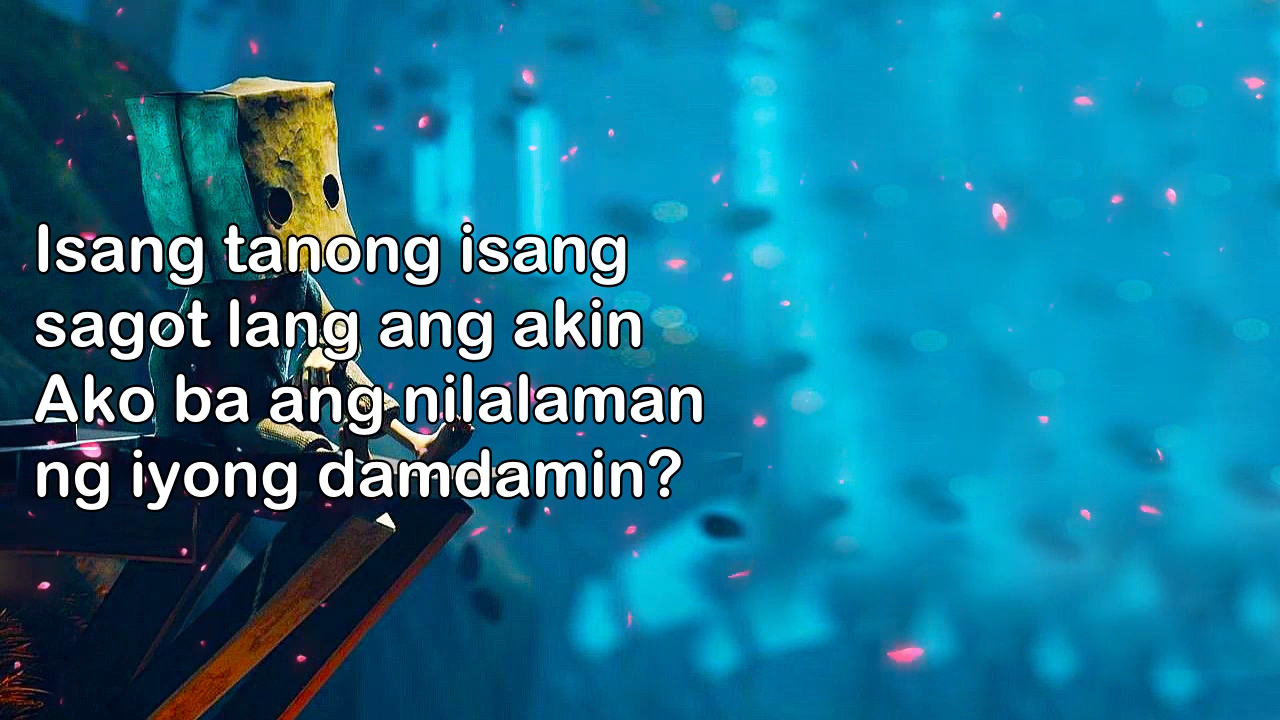 Isang tanong isang
sagot lang ang akin
Ako ba ang nilalaman
ng iyong damdamin?